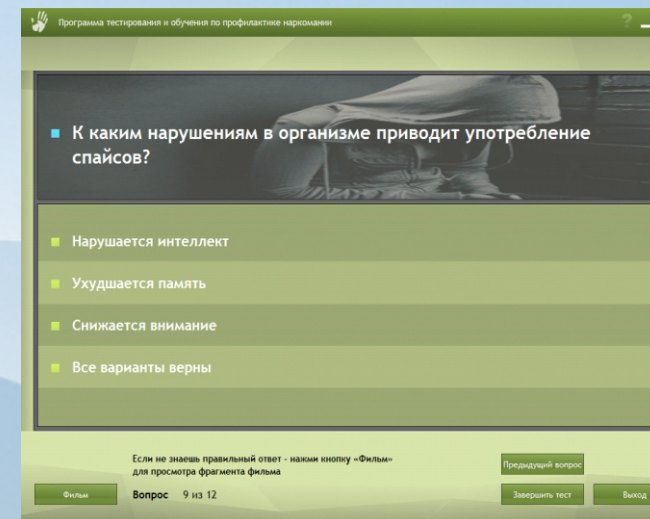 Программа тестирования и обучения по профилактике наркомании
?
К каким нарушениям в организме приводит употребление
спайсов?
Нарушается интеллект
Ухудшается память
Снижается внимание
Все варианты верны
Если не знаешь правильный ответ - нажми кнопку «Фильм»
для просмотра фрагмента фильма
Предыдущий вопрос
Фильм
Вопрос 9 из 12
Завершить тест
Выход